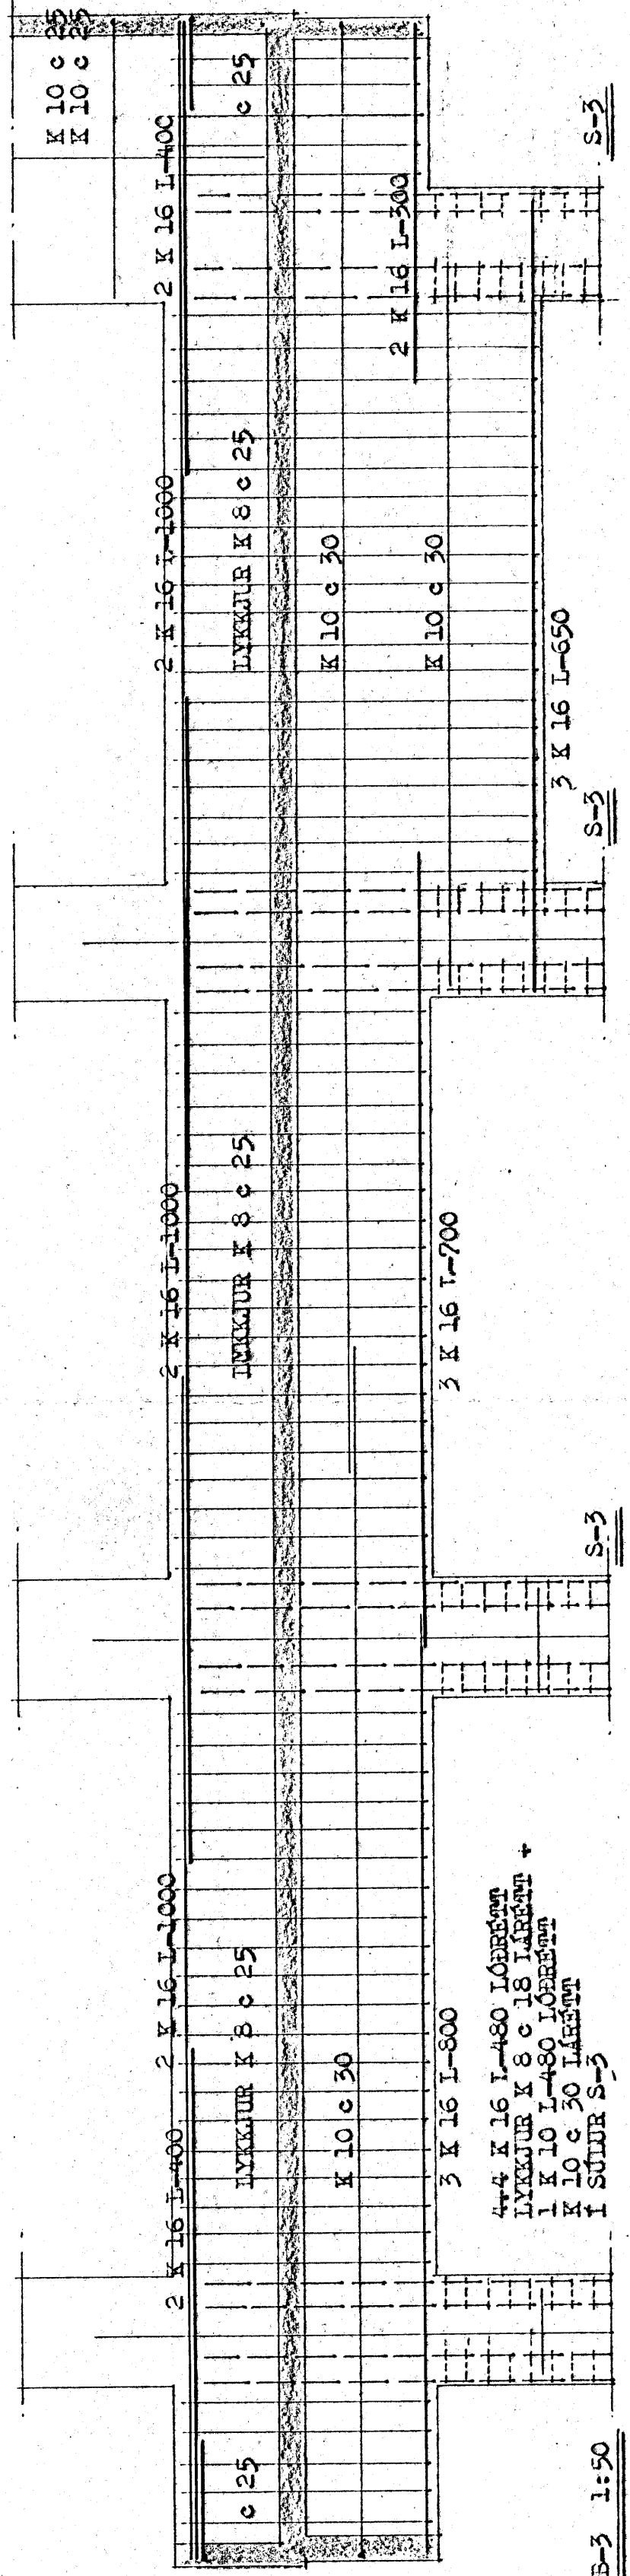 K 10 c 25
K 10 c 25
2 K 16 L-400
c 25
2 K 16 L-300
S-3
2 K 16 L-1000
LYKKJUR K 8 c 25
K 10 c 30
K 10 c 30
3 K 16 L-650
S-3
2 K 16 L-1000
LYKKJUR K 8 c 25
3 K 16 L-700
S-3
2 K 16 L-1000
LYKKJUR K 8 c 25
K 10 c 30
3 K 16 L-800
4.4 K 16 L-480 LÓÐRÉTT
LYKKJUR K 8 c 18 LÁRÉTT +
1 K 10 L-480 LÓÐRÉTT
K 10 c 30 LÁRÉTT
Í SÚLUR S-3
2 K 16 L-400
c 25
B-3 1:50